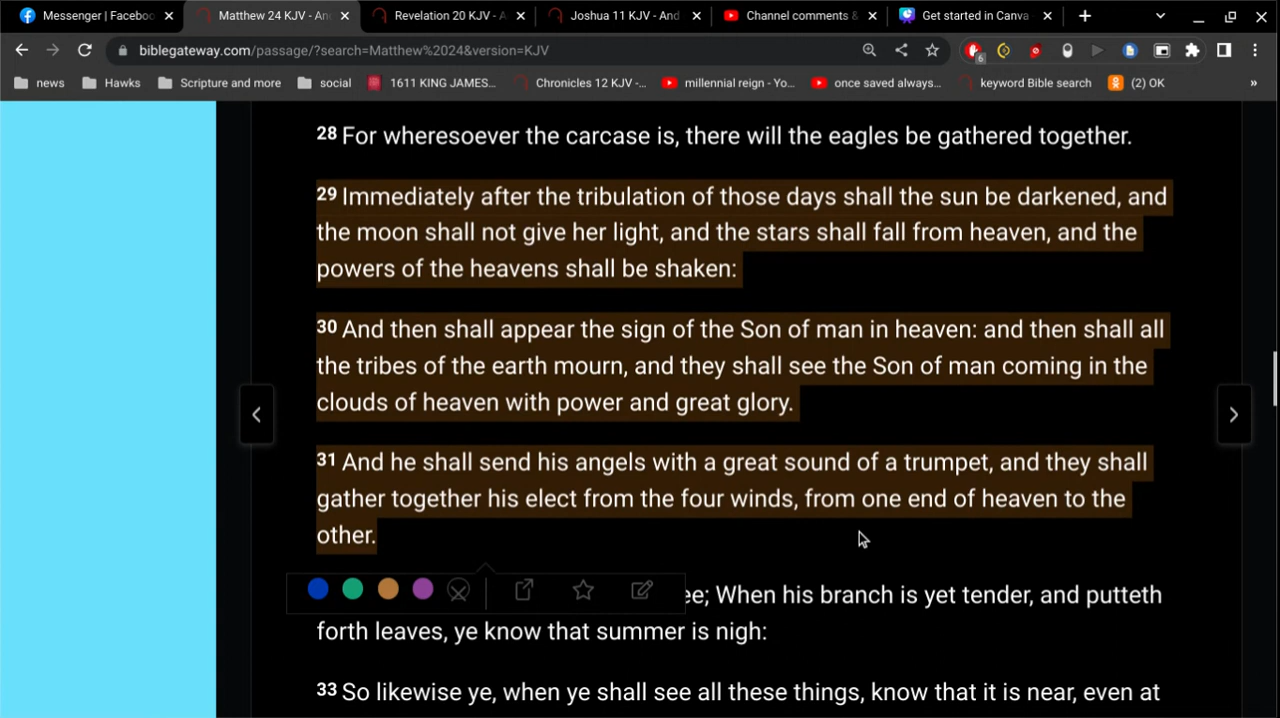 Messenger | Faceboo
Matthew 24 KJV - And
Revelation 20 KJV - A
Joshua 11 KJV - And
Channel comments &
Get started in Canva
biblegateway.com/passage/?search=Matthew%2024&version=KJV
6
news
Hawks
Scripture and more
social
1611 KING JAMES...
Chronicles 12 KJV -...
millennial reign - Yo...
once saved always...
keyword Bible search
(2) OK
»
28 For wheresoever the carcase is, there will the eagles be gathered together.
29 Immediately after the tribulation of those days shall the sun be darkened, and
the moon shall not give her light, and the stars shall fall from heaven, and the
powers of the heavens shall be shaken:
30 And then shall appear the sign of the Son of man in heaven: and then shall all
the tribes of the earth mourn, and they shall see the Son of man coming in the
clouds of heaven with power and great glory.
31 And he shall send his angels with a great sound of a trumpet, and they shall
gather together his elect from the four winds, from one end of heaven to the
other.
ee; When his branch is yet tender, and putteth
forth leaves, ye know that summer is nigh:
33 So likewise ye, when ye shall see all these things, know that it is near, even at